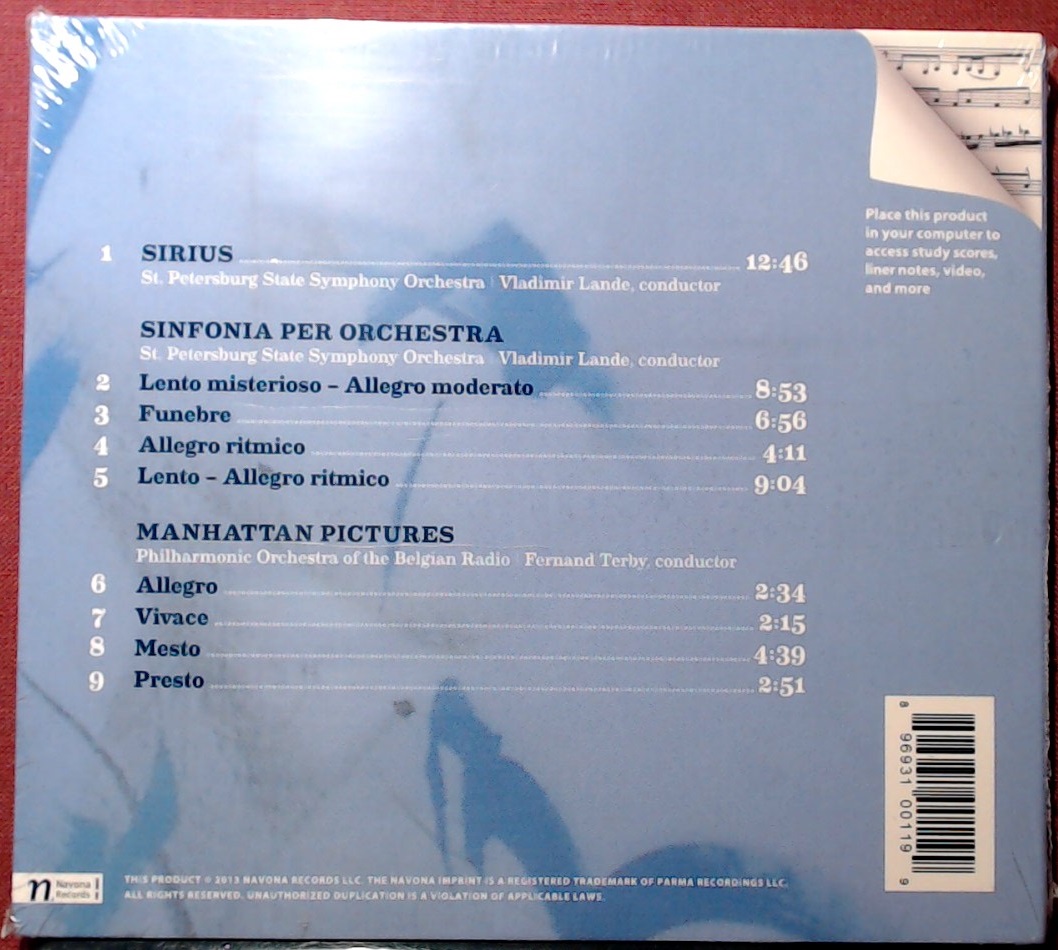 Place this product
in your computer to
access study scores,
liner notes, video,
and more
1 SIRIUS 12:46
St. Petersburg State Symphony Orchestra | Vladimir Lande, conductor
SINFONIA PER ORCHESTRA
St. Petersburg State Symphony Orchestra | Vladimir Lande, conductor
2 Lento misterioso – Allegro moderato 8:53
3 Funebre 6:56
4 Allegro ritmico 4:11
5 Lento – Allegro ritmico 9:04
MANHATTAN PICTURES
Philharmonic Orchestra of the Belgian Radio | Fernand Terby, conductor
6 Allegro 2:34
7 Vivace 2:15
8 Mesto 4:39
9 Presto 2:51
8 96931 00119 9
n Navona
Records
THIS PRODUCT © 2013 NAVONA RECORDS LLC. THE NAVONA IMPRINT IS A REGISTERED TRADEMARK OF PARMA RECORDINGS LLC.
ALL RIGHTS RESERVED. UNAUTHORIZED DUPLICATION IS A VIOLATION OF APPLICABLE LAWS.